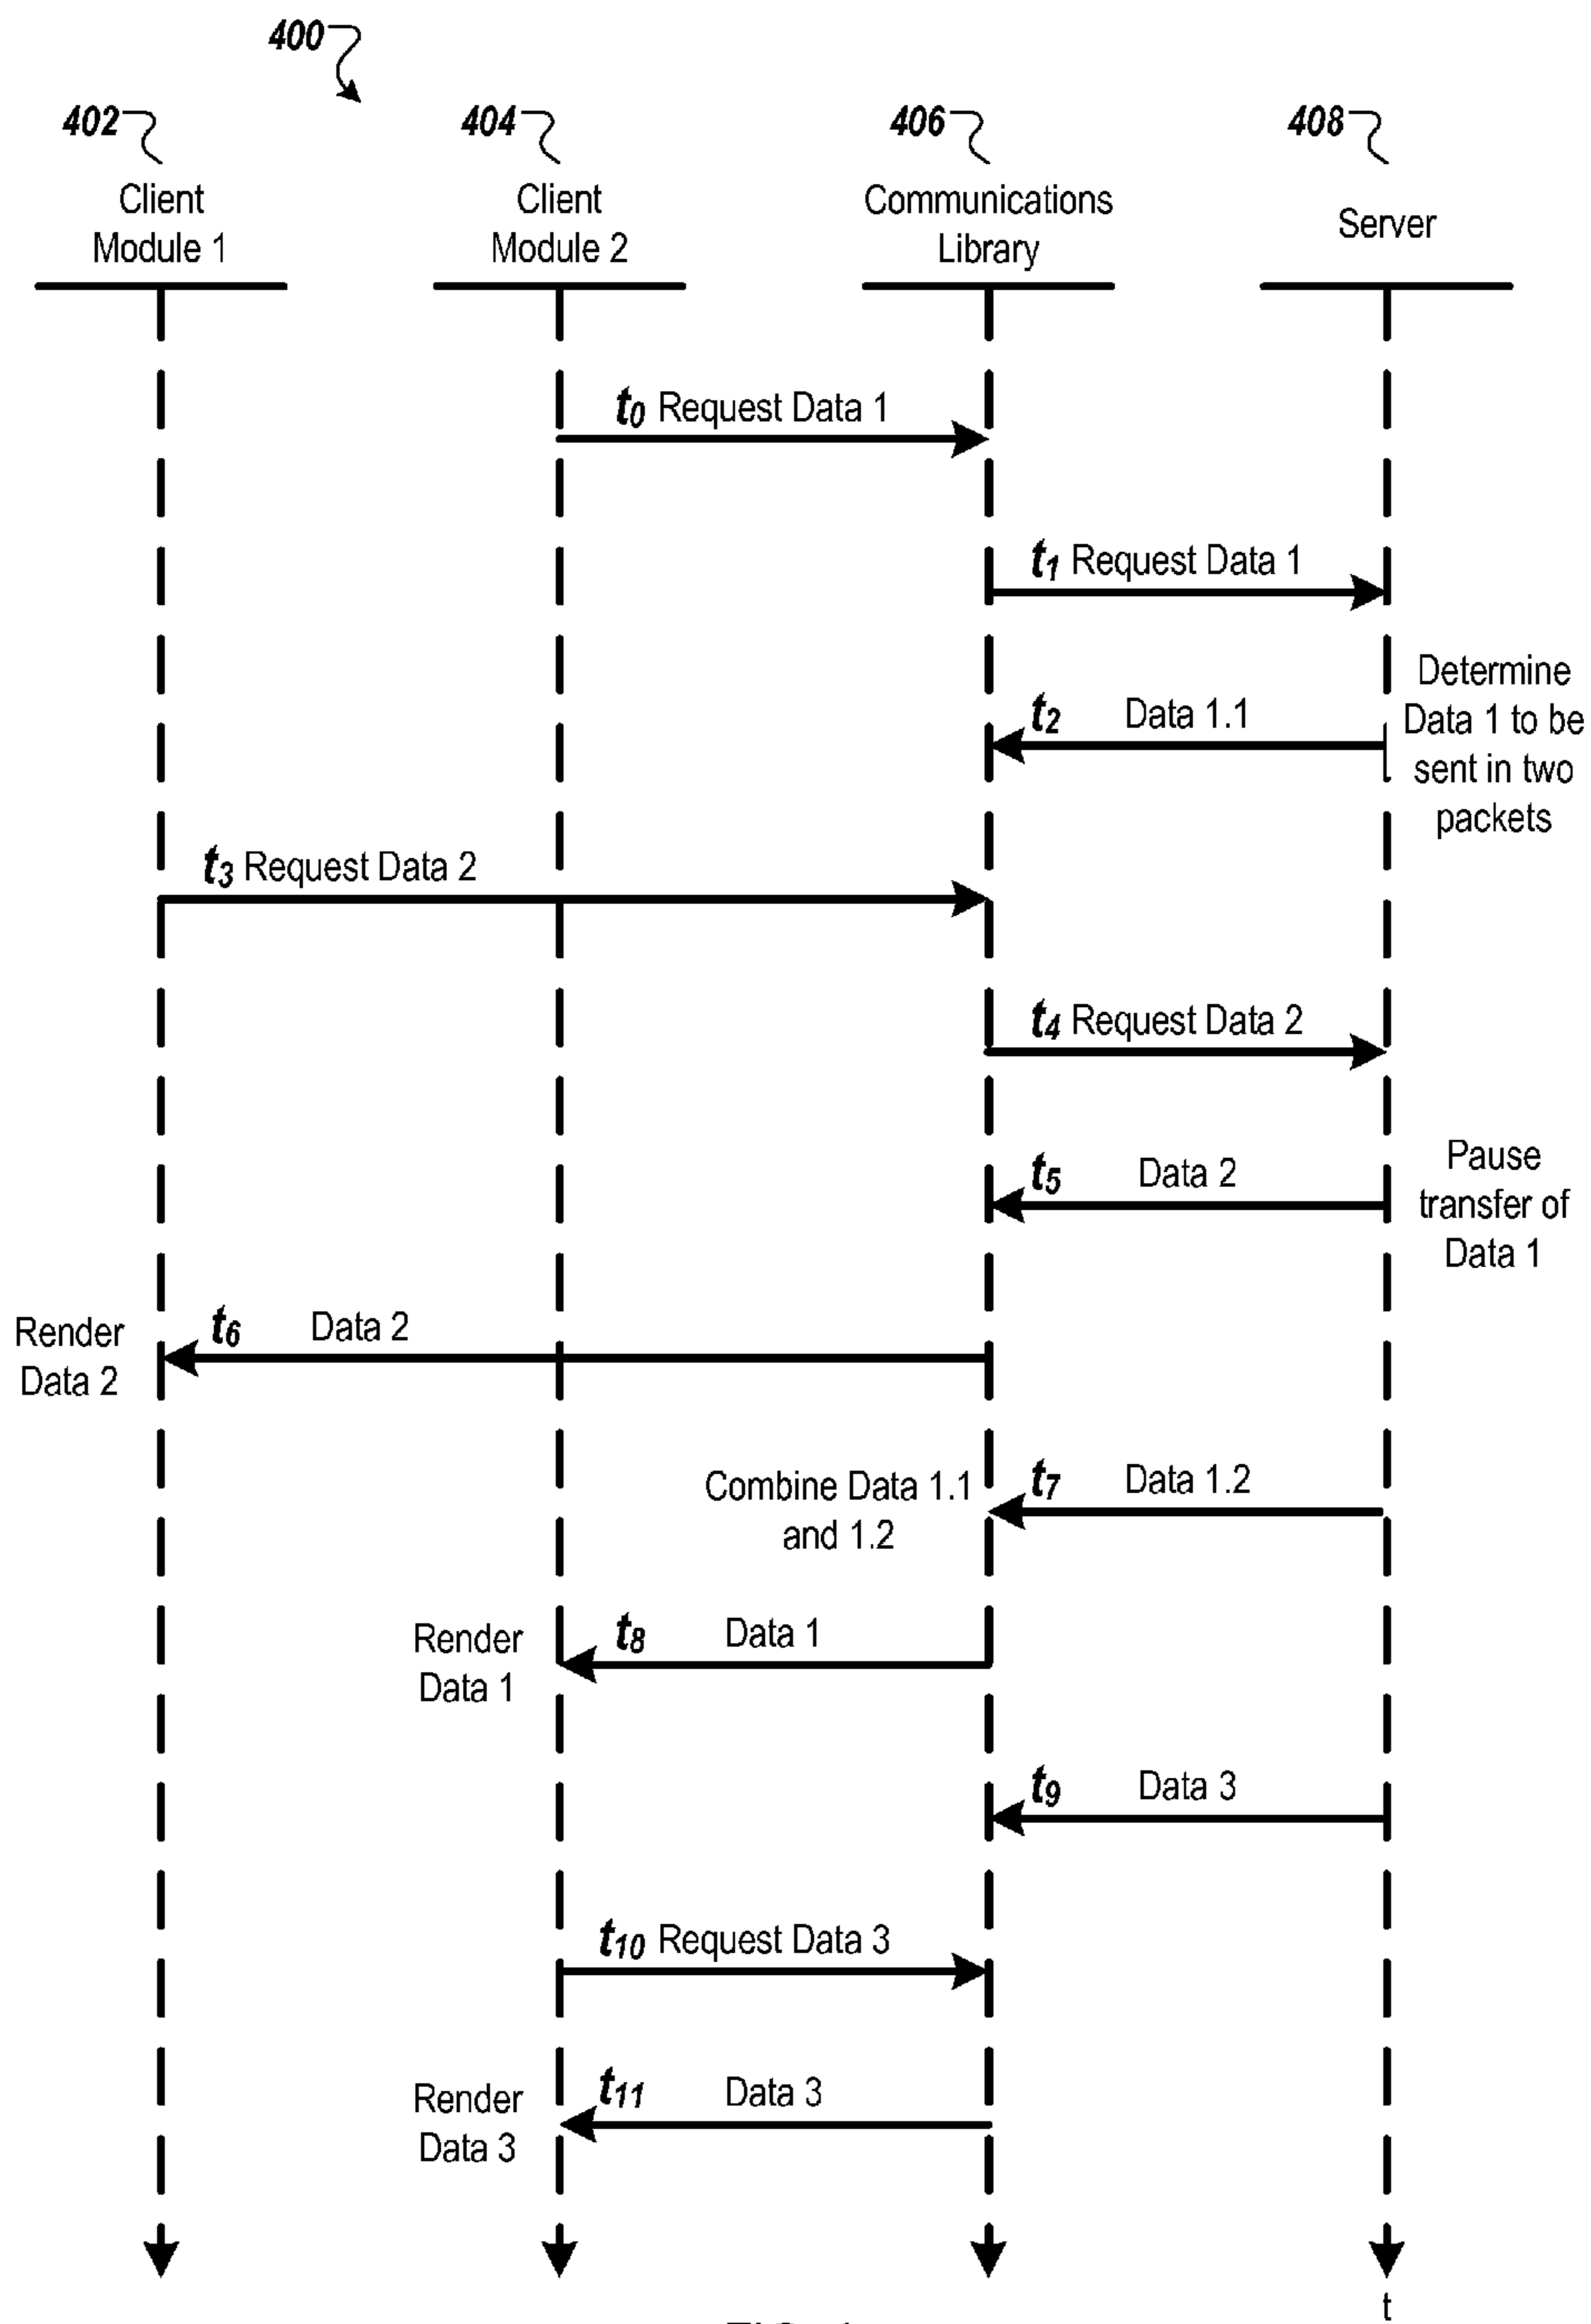 400
402
404
406
408
Client
Module 1
Client
Module 2
Communications
Library
Server
t0 Request Data 1
t1 Request Data 1
t2 Data 1.1
Determine
Data 1 to be
sent in two
packets
t3 Request Data 2
t4 Request Data 2
t5 Data 2
Pause
transfer of
Data 1
Render
Data 2
t6 Data 2
Combine Data 1.1
and 1.2
t7 Data 1.2
Render
Data 1
t8 Data 1
t9 Data 3
t10 Request Data 3
Render
Data 3
t11 Data 3
t